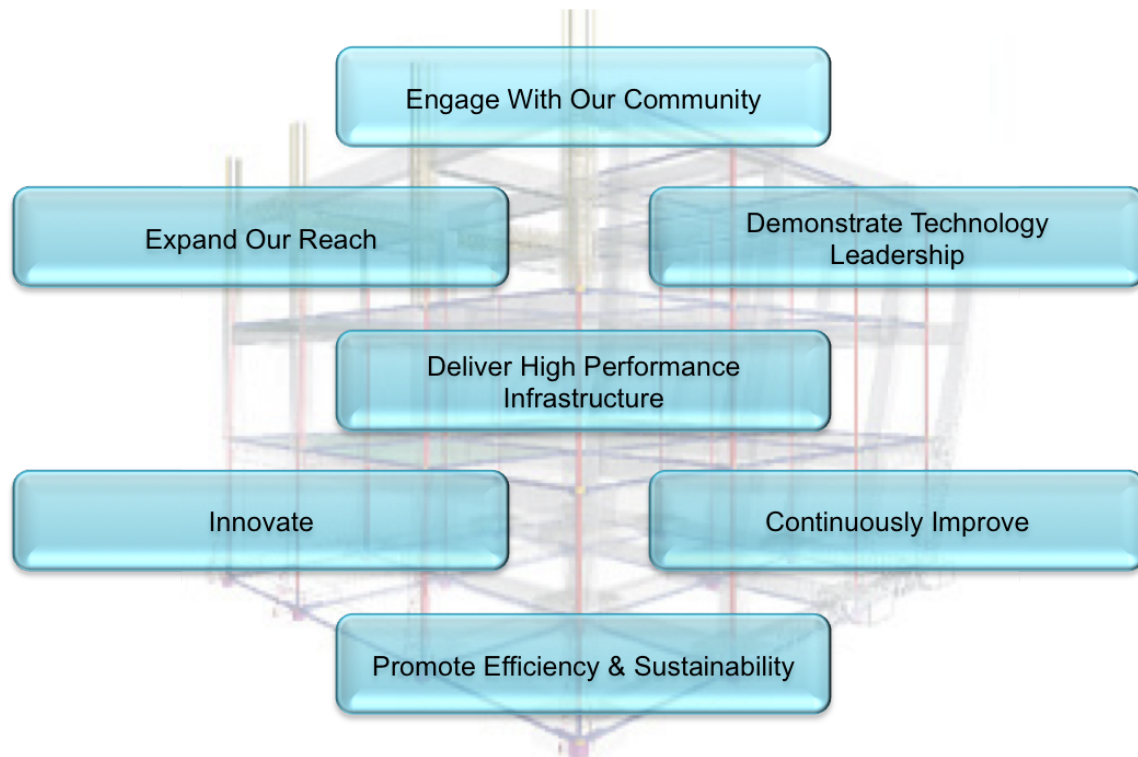 Engage With Our Community
Expand Our Reach
Demonstrate Technology
Leadership
Deliver High Performance
Infrastructure
Innovate
Continuously Improve
Promote Efficiency & Sustainability